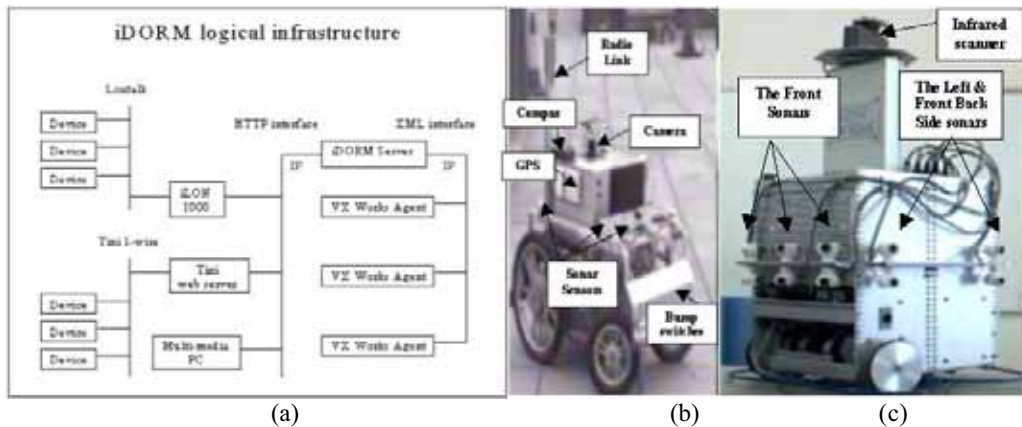 iDORM logical infrastructure
Lontalk
Device
Device
Device
iLON
1000
HTTP interface
XML interface
IP
iDORM Server
IP
VX Works Agent
VX Works Agent
VX Works Agent
Tini 1-wire
Tini
web server
Device
Device
Device
Multi-media
PC
(a)
Radio
Link
Compas
Camera
GPS
Sonar
Sensors
Bump
switches
(b)
Infrared
scanner
The Front
Sonars
The Left &
Front Back
Side sonars
(c)